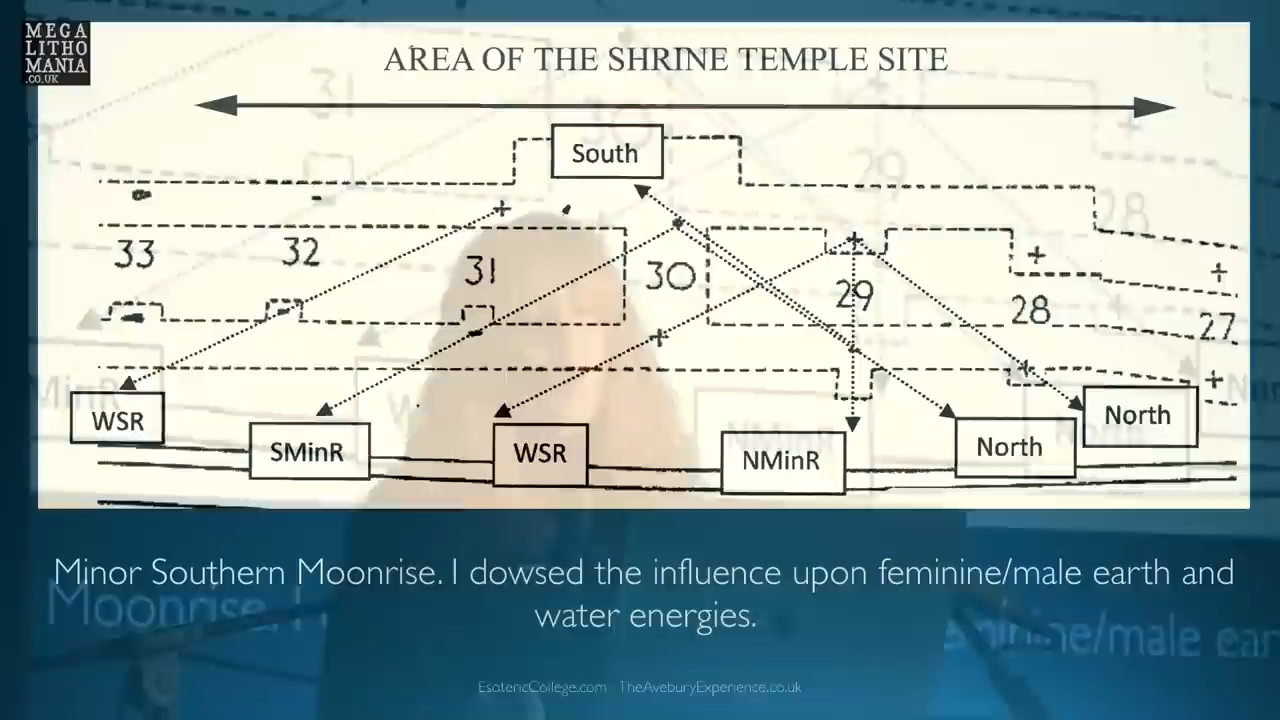 MEGA
LITHO
MANIA
.CO.UK
AREA OF THE SHRINE TEMPLE SITE
South
33
32
31
30
29
28
27
WSR
SMinR
WSR
NMinR
North
North
Minor Southern Moonrise. I dowsed the influence upon feminine/male earth and
water energies.
EsotericCollege.com TheAveburyExperience.co.uk